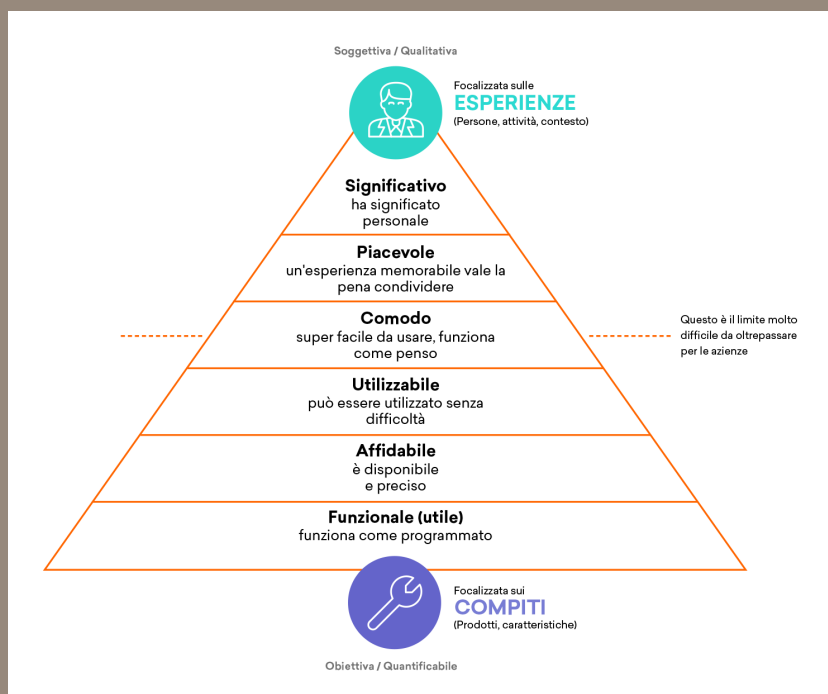 Soggettiva / Qualitativa
Focalizzata sulle
ESPERIENZE
(Persone, attività, contesto)
Significativo
ha significato
personale
Piacevole
un'esperienza memorabile vale la
pena condividere
Comodo
super facile da usare, funziona
come penso
Questo è il limite molto
difficile da oltrepassare
per le azienze
Utilizzabile
può essere utilizzato senza
difficoltà
Affidabile
è disponibile
e preciso
Funzionale (utile)
funziona come programmato
Focalizzata sui
COMPITI
(Prodotti, caratteristiche)
Obiettiva / Quantificabile